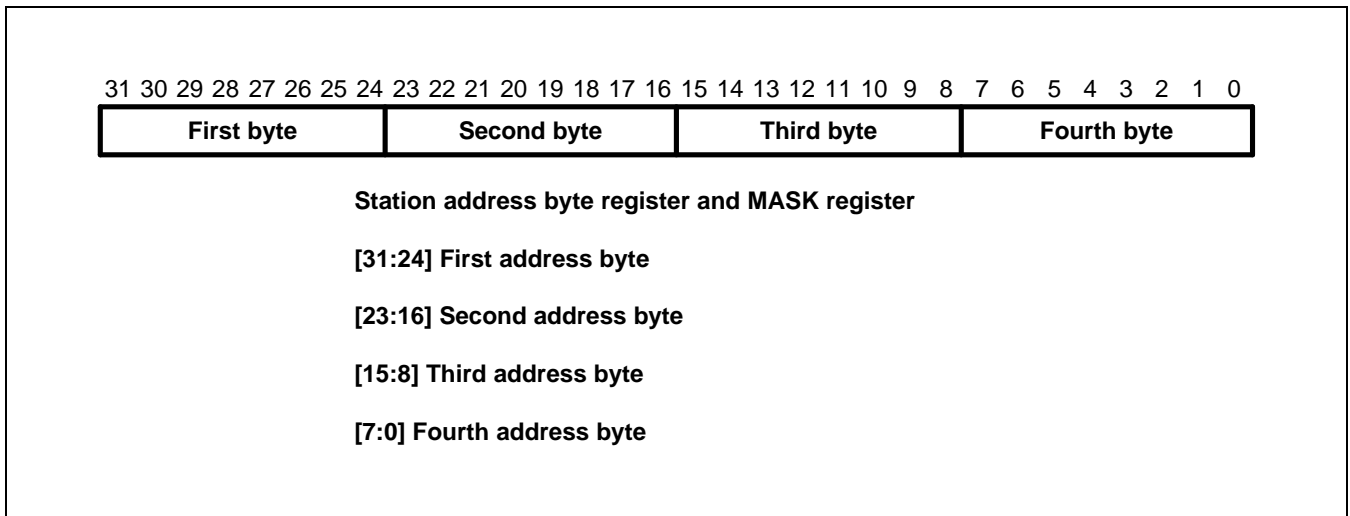 31 30 29 28 27 26 25 24 23 22 21 20 19 18 17 16 15 14 13 12 11 10 9 8 7 6 5 4 3 2 1 0
First byte Second byte Third byte Fourth byte
Station address byte register and MASK register
[31:24] First address byte
[23:16] Second address byte
[15:8] Third address byte
[7:0] Fourth address byte